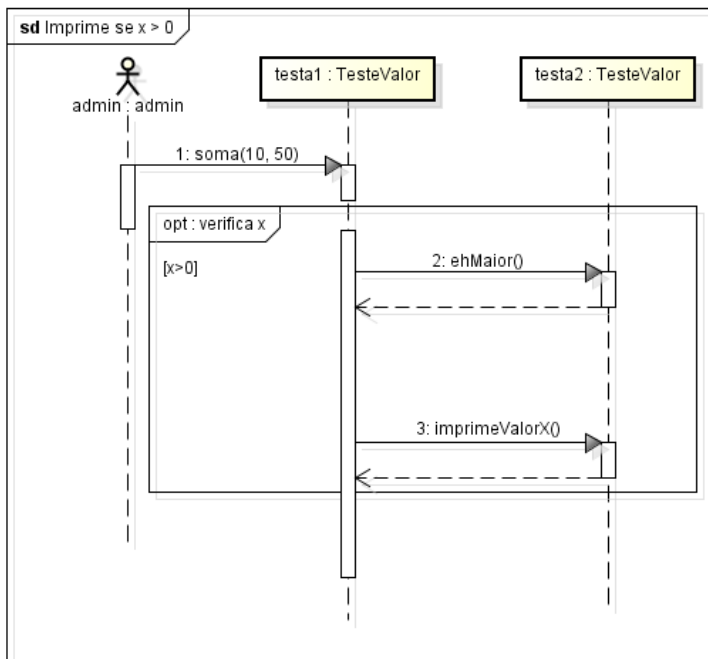 sd Imprime se x > 0
admin : admin
testa1 : TesteValor
testa2 : TesteValor
1: soma(10, 50)
opt : verifica x
[x>0]
2: ehMaior()
3: imprimeValorX()